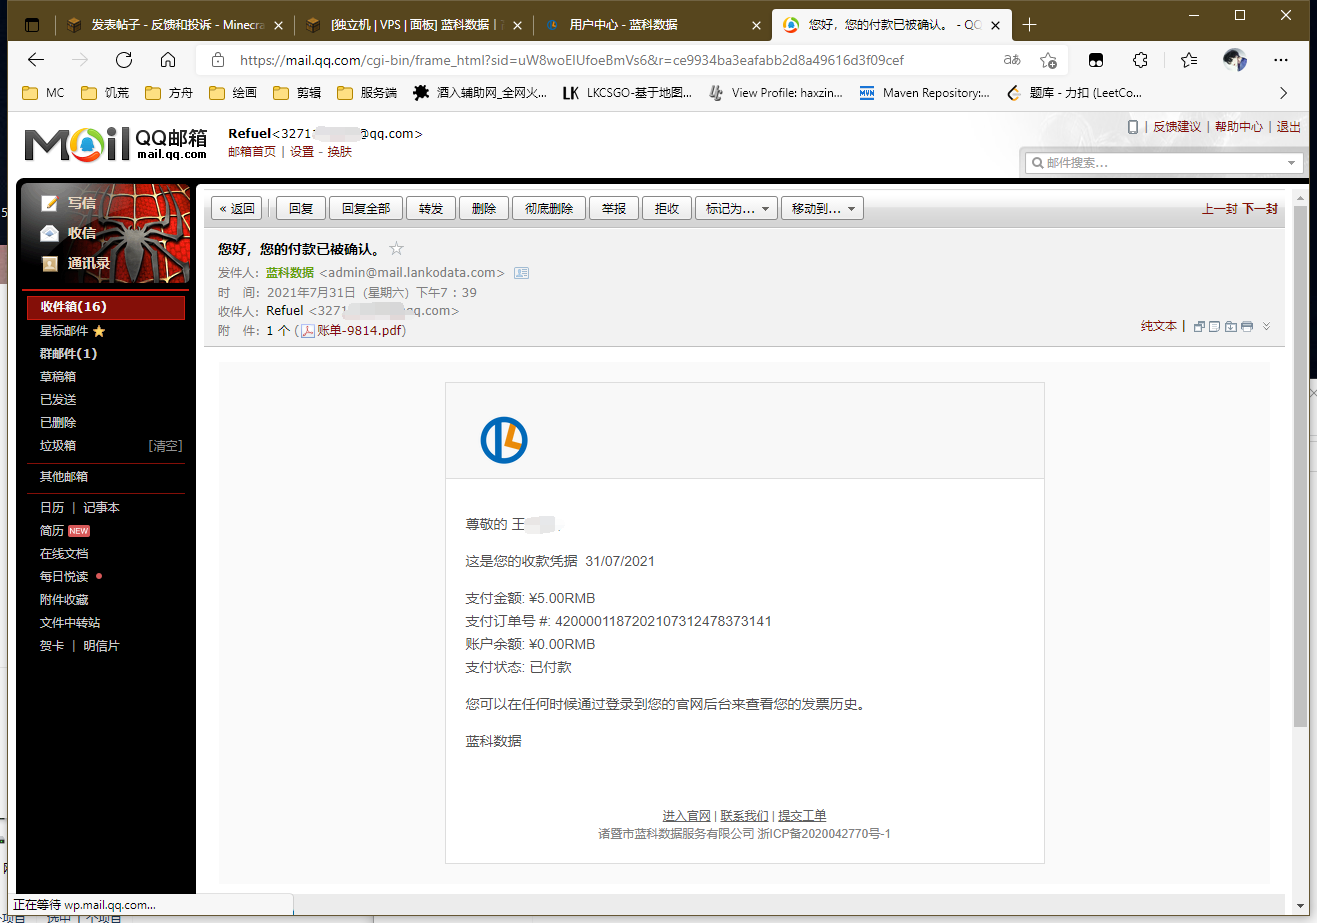 发表帖子 - 反馈和投诉 - Minecra
[独立机 | VPS | 面板] 蓝科数据 |
用户中心 - 蓝科数据
您好，您的付款已被确认。 - QQ
https://mail.qq.com/cgi-bin/frame_html?sid=uW8woEIUfoeBmVs6&r=ce9934ba3eafabb2d8a49616d3f09cef
MC
饥荒
方舟
绘画
剪辑
服务端
酒入辅助网_全网火...
LKCSGO-基于地图...
View Profile: haxzin...
Maven Repository:...
题库 - 力扣 (LeetCo...
Mail QQ邮箱
mail.qq.com
Refuel<3271 @qq.com>
邮箱首页 | 设置 - 换肤
反馈建议 | 帮助中心 | 退出
邮件搜索...
写信
收信
通讯录
« 返回 回复 回复全部 转发 删除 彻底删除 举报 拒收 标记为... 移动到... 上一封 下一封
收件箱(16)
星标邮件
群邮件(1)
草稿箱
已发送
已删除
垃圾箱 [清空]
其他邮箱
日历 | 记事本
简历 NEW
在线文档
每日悦读
附件收藏
文件中转站
贺卡 | 明信片
您好，您的付款已被确认。
发件人：蓝科数据 <admin@mail.lankodata.com>
时 间：2021年7月31日（星期六）下午7：39
收件人：Refuel <3271 q.com>
附 件：1 个 (账单-9814.pdf)
纯文本 |
尊敬的 王
这是您的收款凭据 31/07/2021
支付金额: ¥5.00RMB
支付订单号 #: 4200001187202107312478373141
账户余额: ¥0.00RMB
支付状态: 已付款
您可以在任何时候通过登录到您的官网后台来查看您的发票历史。
蓝科数据
进入官网 | 联系我们 | 提交工单
诸暨市蓝科数据服务有限公司 浙ICP备2020042770号-1
正在等待 wp.mail.qq.com...